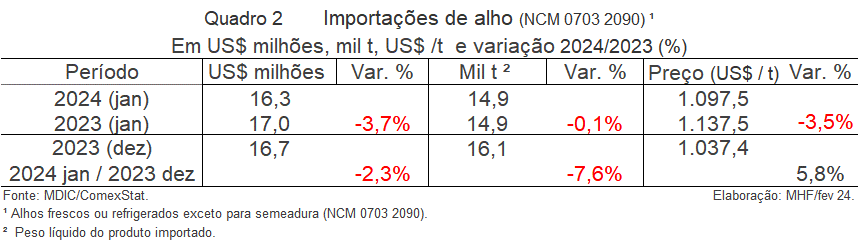 Quadro 2 Importações de alho (NCM 0703 2090) ¹
Em US$ milhões, mil t, US$ /t e variação 2024/2023 (%)
Período US$ milhões Var. % Mil t ² Var. % Preço (US$ / t) Var. %
2024 (jan) 16,3 14,9 1.097,5
2023 (jan) 17,0 -3,7% 14,9 -0,1% 1.137,5 -3,5%
2023 (dez) 16,7 16,1 1.037,4
2024 jan / 2023 dez -2,3% -7,6% 5,8%
Fonte: MDIC/ComexStat. Elaboração: MHF/fev 24.
¹ Alhos frescos ou refrigerados exceto para semeadura (NCM 0703 2090).
² Peso líquido do produto importado.